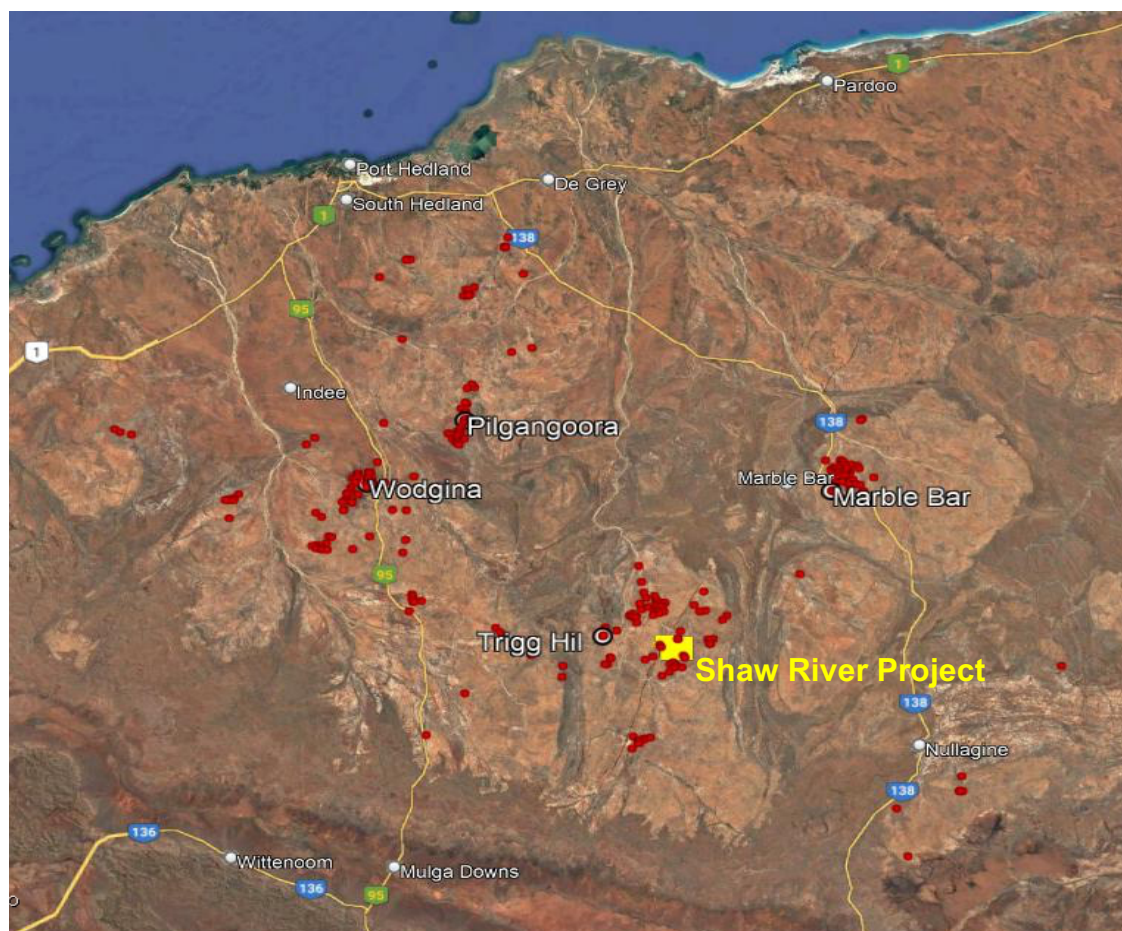 1
Pardoo
Port Hedland
De Grey
South Hedland
1
138
95
1
Indee
138
Pilgangoora
Marble Bar
Wodgina
Marble Bar
95
Trigg Hil
Shaw River Project
138
Nullagine
138
136
Wittenoom
Mulga Downs
136
95